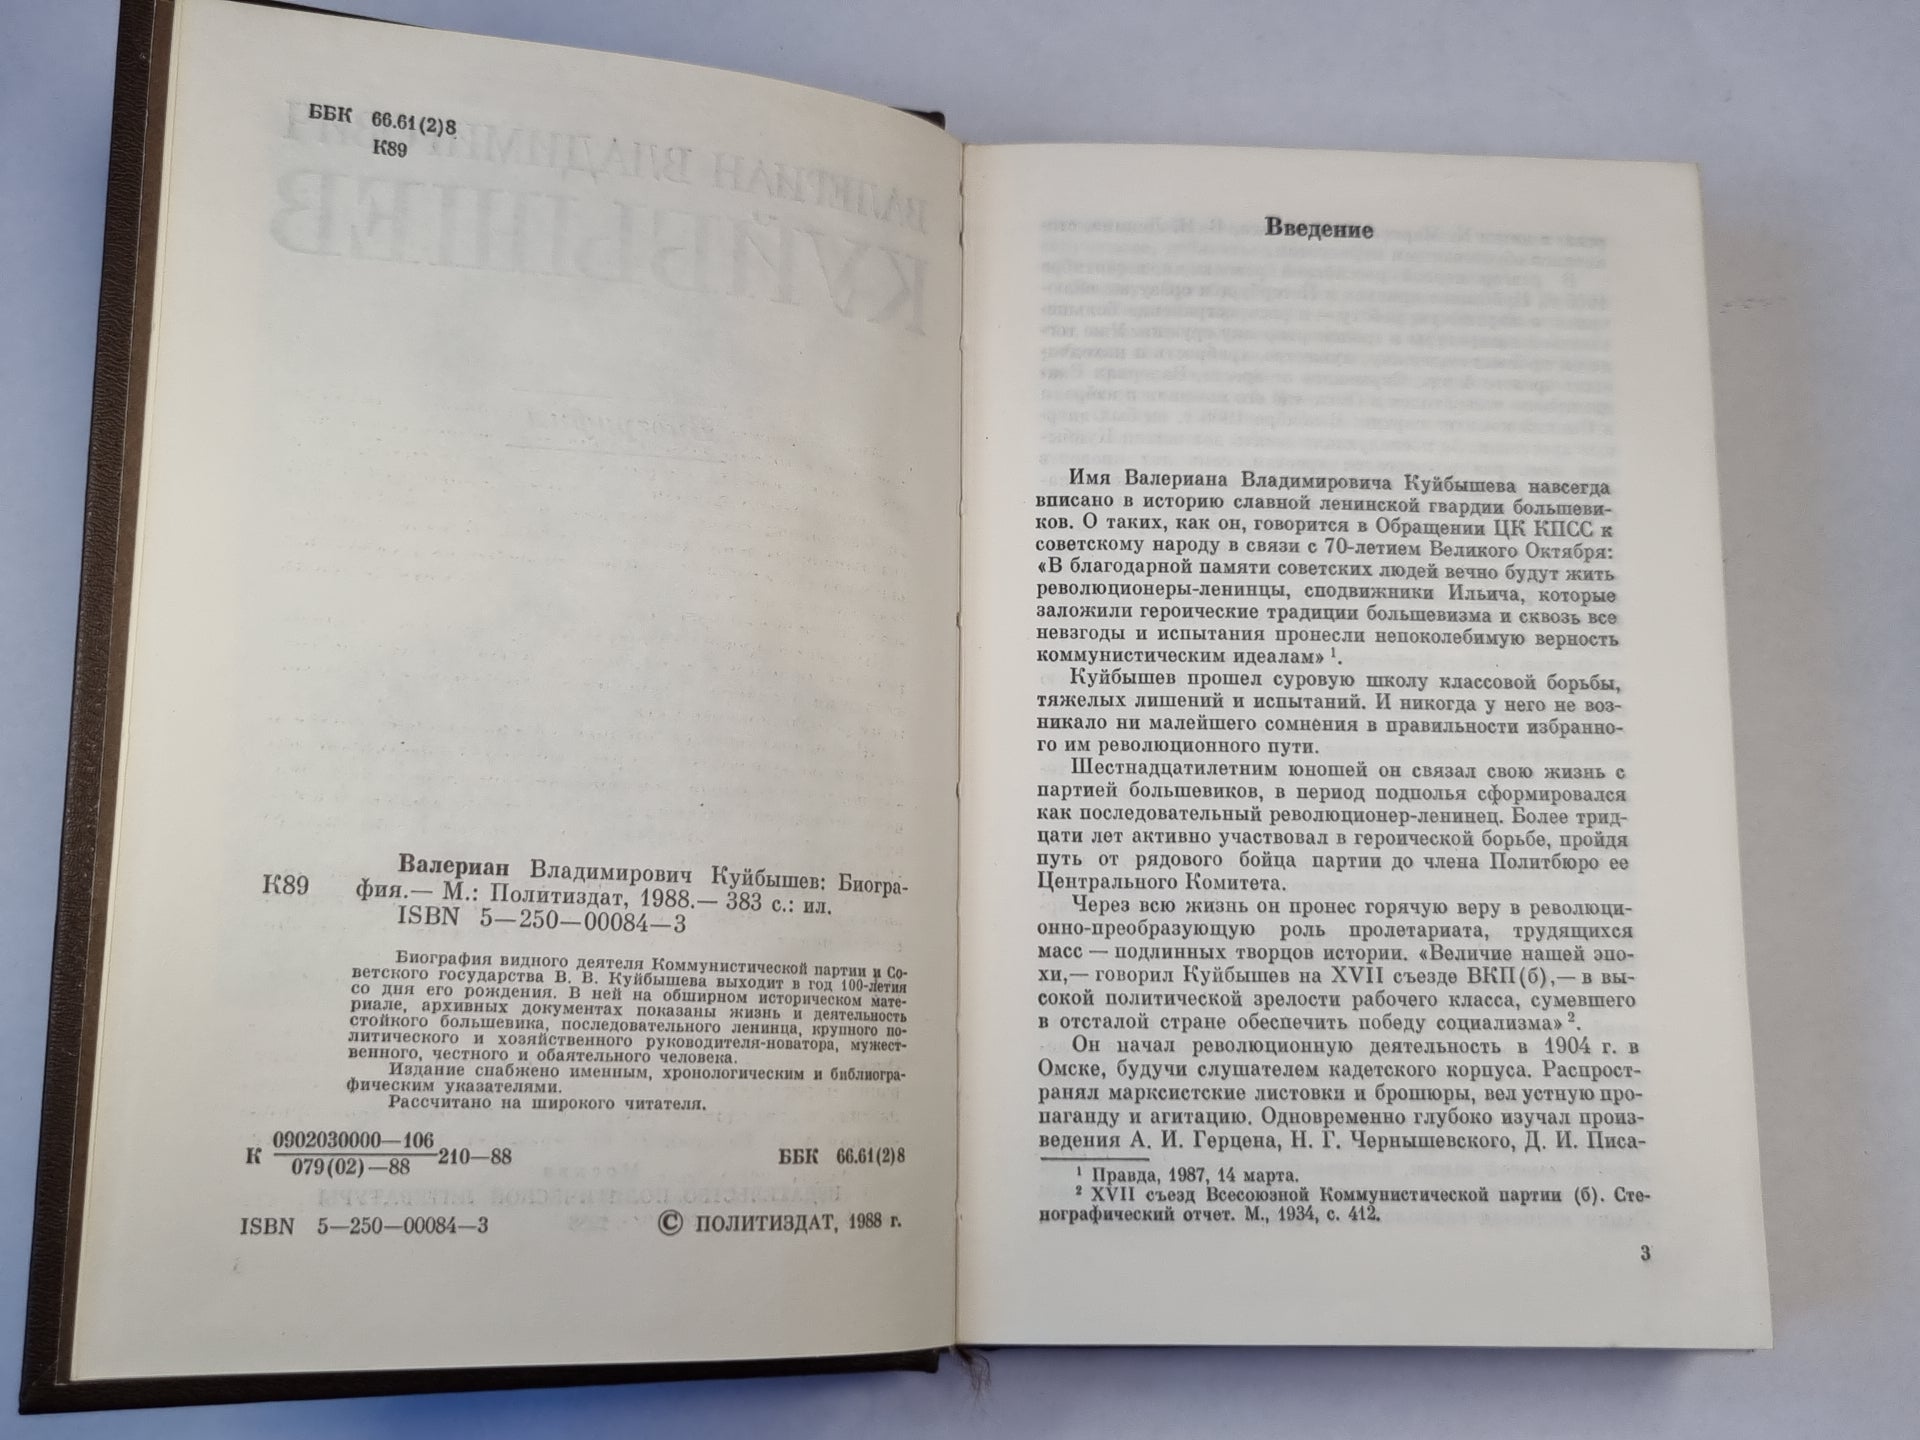 ББК 66.61(2)8
К89
К89
Валериан Владимирович Куйбышев: Биогра-
фия.— М.: Политиздат, 1988.— 383 с.: ил.
ISBN 5—250—00084—3
Биография видного деятеля Коммунистической партии и Со-
ветского государства В. В. Куйбышева выходит в год 100-летия
со дня его рождения. В ней на обширном историческом мате-
риале, архивных документах показаны жизнь и деятельность
стойкого большевика, последовательного ленинца, крупного по-
литического и хозяйственного руководителя-новатора, мужест-
венного, честного и обаятельного человека.
Издание снабжено именным, хронологическим и библиогра-
фическим указателями.
Рассчитано на широкого читателя.
К 0902030000—106
079(02)—88 210—88
ББК 66.61(2)8
ISBN 5—250—00084—3
© ПОЛИТИЗДАТ, 1988 г.
Введение
Имя Валериана Владимировича Куйбышева навсегда
вписано в историю славной ленинской гвардии большеви-
ков. О таких, как он, говорится в Обращении ЦК КПСС к
советскому народу в связи с 70-летием Великого Октября:
«В благодарной памяти советских людей вечно будут жить
революционеры-ленинцы, сподвижники Ильича, которые
заложили героические традиции большевизма и сквозь все
невзгоды и испытания пронесли непоколебимую верность
коммунистическим идеалам» ¹.
Куйбышев прошел суровую школу классовой борьбы,
тяжелых лишений и испытаний. И никогда у него не воз-
никало ни малейшего сомнения в правильности избранно-
го им революционного пути.
Шестнадцатилетним юношей он связал свою жизнь с
партией большевиков, в период подполья сформировался
как последовательный революционер-ленинец. Более трид-
цати лет активно участвовал в героической борьбе, пройдя
путь от рядового бойца партии до члена Политбюро ее
Центрального Комитета.
Через всю жизнь он пронес горячую веру в революци-
онно-преобразующую роль пролетариата, трудящихся
масс — подлинных творцов истории. «Величие нашей эпо-
хи,— говорил Куйбышев на XVII съезде ВКП(б),— в вы-
сокой политической зрелости рабочего класса, сумевшего
в отсталой стране обеспечить победу социализма» ².
Он начал революционную деятельность в 1904 г. в
Омске, будучи слушателем кадетского корпуса. Распрост-
ранял марксистские листовки и брошюры, вел устную про-
паганду и агитацию. Одновременно глубоко изучал произ-
ведения А. И. Герцена, Н. Г. Чернышевского, Д. И. Писа-
¹ Правда, 1987, 14 марта.
² XVII съезд Всесоюзной Коммунистической партии (б). Сте-
нографический отчет. М., 1934, с. 412.
3